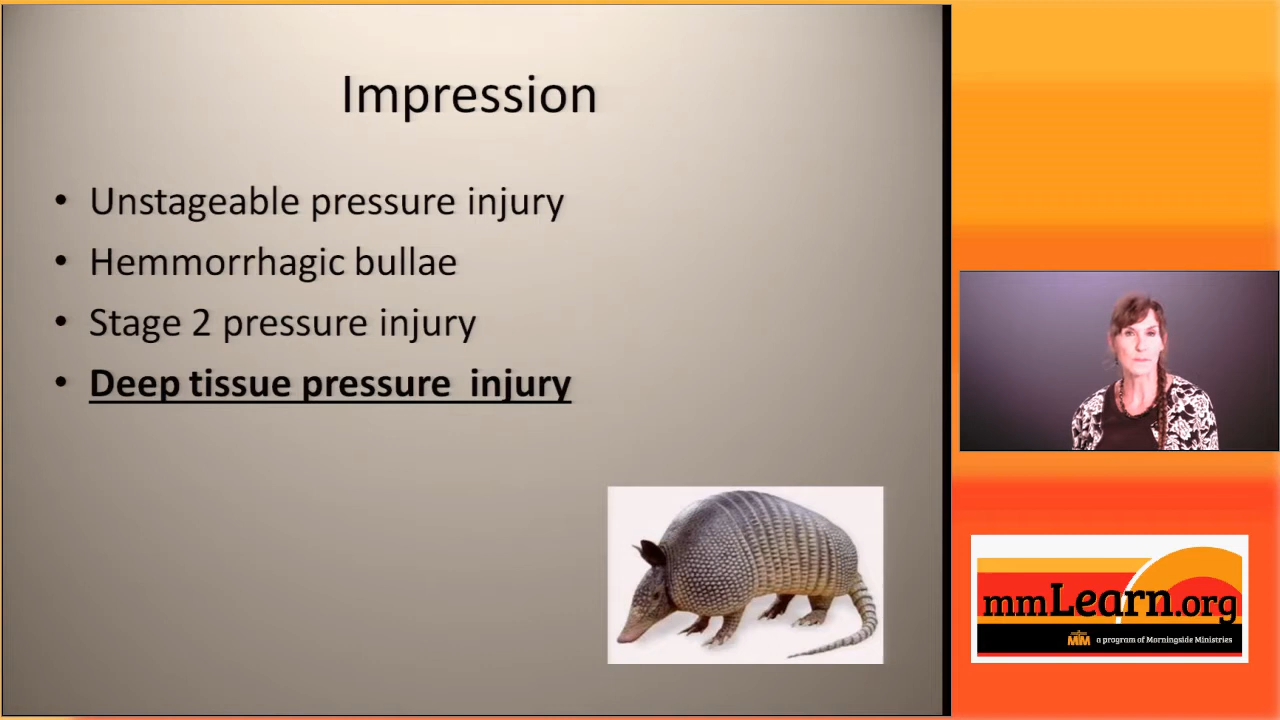 Impression
• Unstageable pressure injury
• Hemmorrhagic bullae
• Stage 2 pressure injury
• Deep tissue pressure  injury
mmLearn.org
MM a program of Morningside Ministries